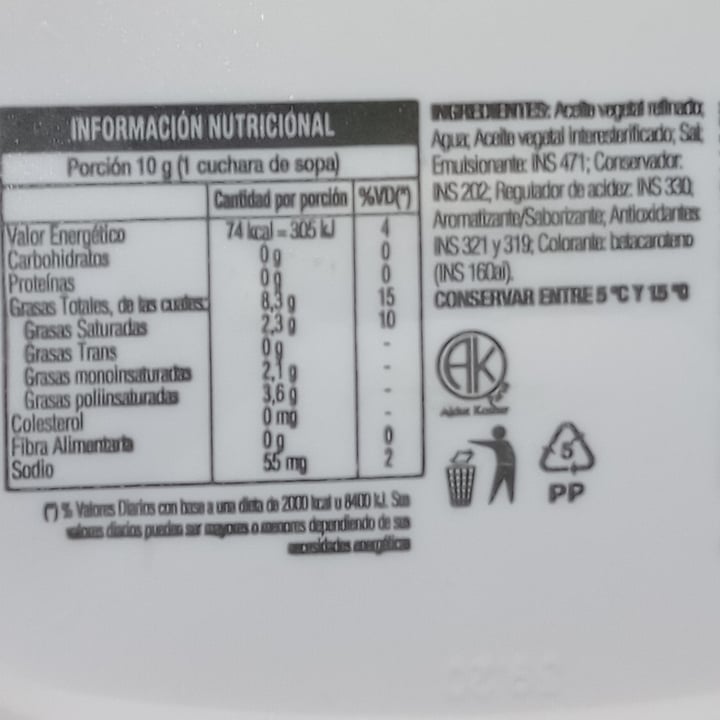 INFORMACIÓN NUTRICIONAL
Porción 10 g (1 cuchara de sopa)
Cantidad por porción %VD(*)
Valor Energético 74 kcal = 305 kJ 4
Carbohidratos 0 g 0
Proteínas 0 g 0
Grasas Totales, de las cuales: 8,3 g 15
Grasas Saturadas 2,3 g 10
Grasas Trans 0 g -
Grasas monoinsaturadas 2,1 g -
Grasas poliinsaturadas 3,6 g -
Colesterol 0 mg -
Fibra Alimentaria 0 g 0
Sodio 55 mg 2
(*) % Valores Diarios con base a una dieta de 2000 kcal u 8400 kJ. Sus
valores diarios pueden ser mayores o menores dependiendo de sus
necesidades energéticas
INGREDIENTES: Aceite vegetal refinado;
Agua; Aceite vegetal interesterificado; Sal;
Emulsionante: INS 471; Conservador:
INS 202; Regulador de acidez: INS 330;
Aromatizante/Saborizante; Antioxidantes:
INS 321 y 319; Colorante: betacaroteno
(INS 160ai).
CONSERVAR ENTRE 5 °C Y 15 °C
AK
Ajdut Kosher
5
PP